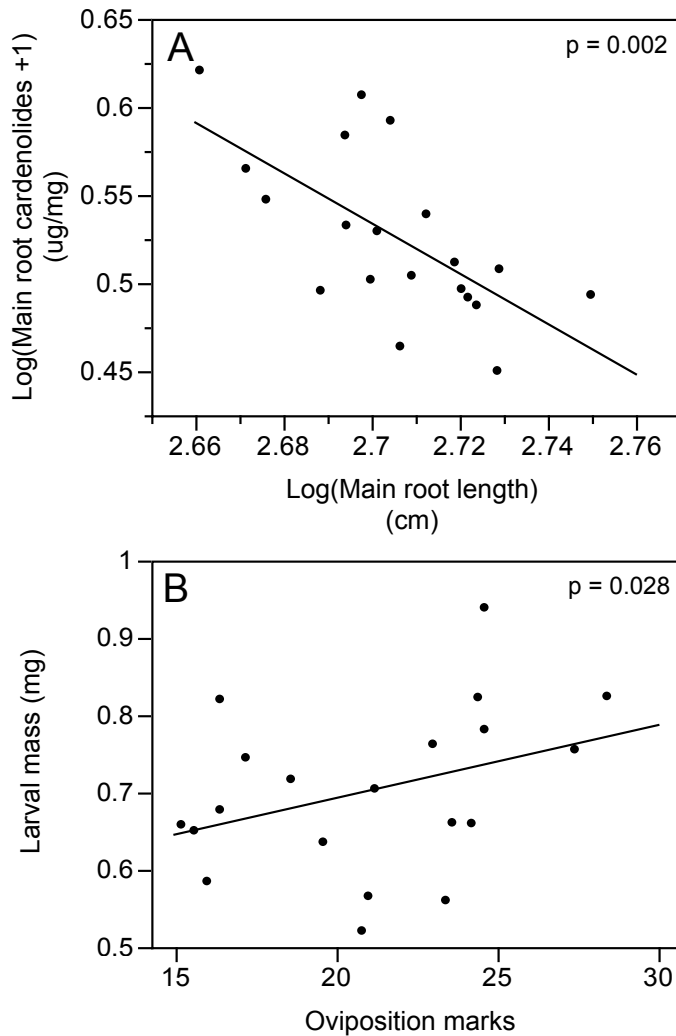 A
p = 0.002
0.65
0.6
0.55
0.5
0.45
Log(Main root cardenolides +1)
(ug/mg)
2.66 2.68 2.7 2.72 2.74 2.76
Log(Main root length)
(cm)
B
p = 0.028
1
0.9
0.8
0.7
0.6
0.5
Larval mass (mg)
15 20 25 30
Oviposition marks